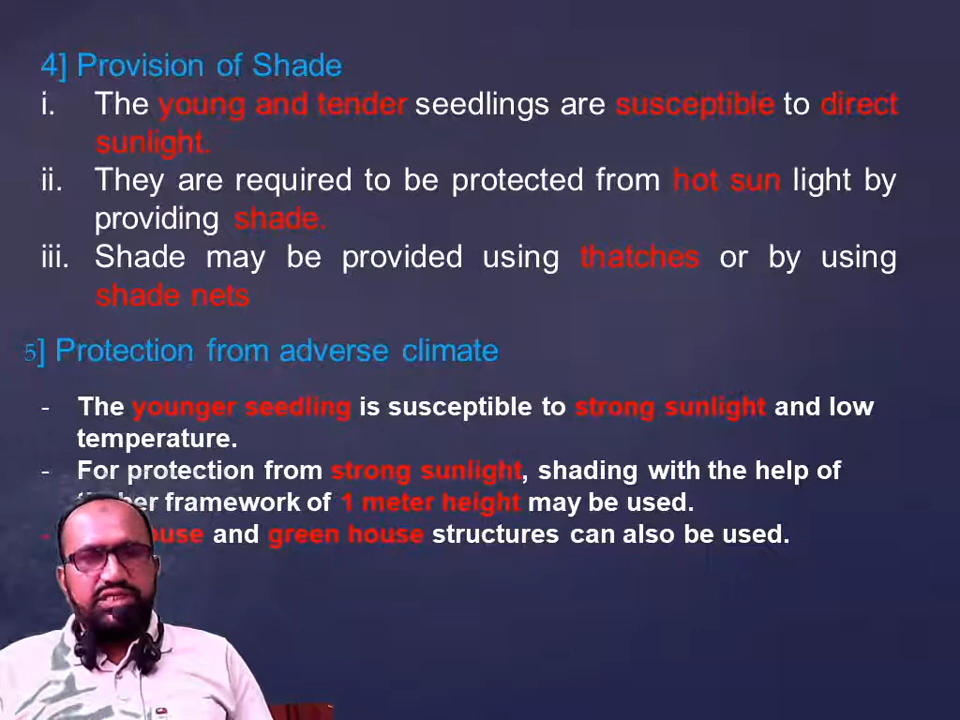 4] Provision of Shade
i. The young and tender seedlings are susceptible to direct
sunlight.
ii. They are required to be protected from hot sun light by
providing shade.
iii. Shade may be provided using thatches or by using
shade nets
5] Protection from adverse climate
- The younger seedling is susceptible to strong sunlight and low
temperature.
- For protection from strong sunlight, shading with the help of
framework of 1 meter height may be used.
- and green house structures can also be used.